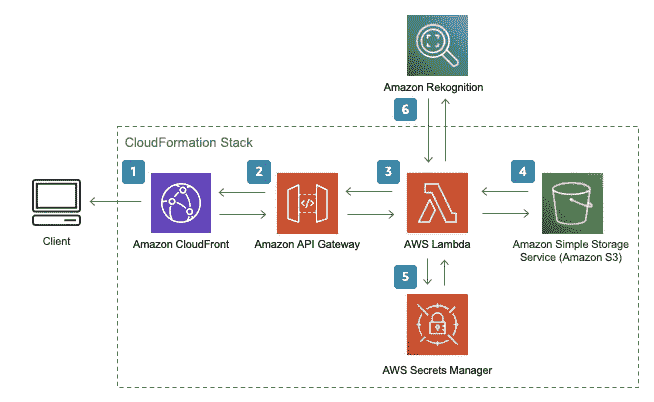 Amazon Rekognition
6
CloudFormation Stack
1
2
3
4
Client
Amazon CloudFront
Amazon API Gateway
AWS Lambda
Amazon Simple Storage
Service (Amazon S3)
5
AWS Secrets Manager